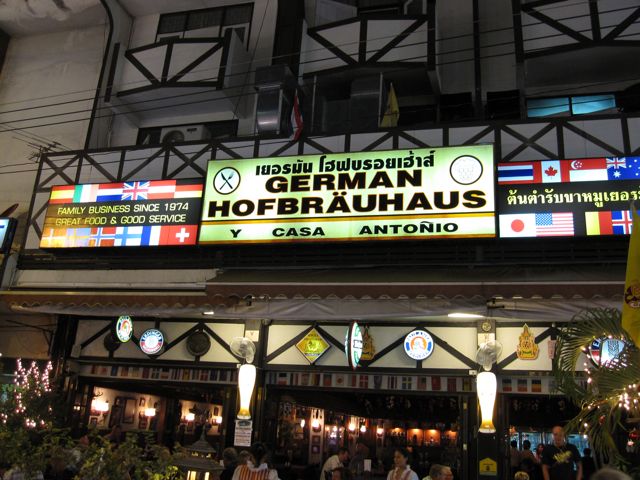 FAMILY BUSINESS SINCE 1974
GREAT FOOD & GOOD SERVICE
เยอรมัน โฮฟบรอยเฮ้าส์
GERMAN
HOFBRÄUHAUS
Y CASA ANTOÑIO
ต้นตำรับขาหมูเยอร